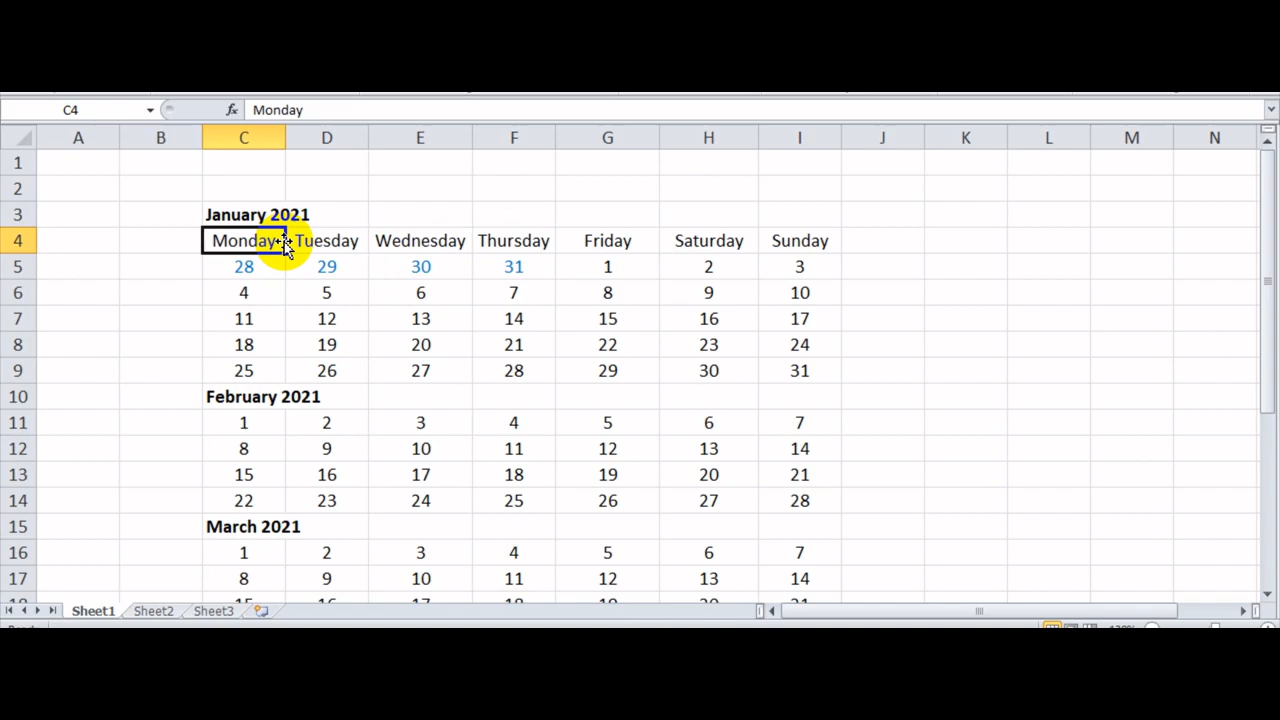 C4 fx Monday
A B C D E F G H I J K L M N
1
2
3 January 2021
4 Monday Tuesday Wednesday Thursday Friday Saturday Sunday
5 28 29 30 31 1 2 3
6 4 5 6 7 8 9 10
7 11 12 13 14 15 16 17
8 18 19 20 21 22 23 24
9 25 26 27 28 29 30 31
10 February 2021
11 1 2 3 4 5 6 7
12 8 9 10 11 12 13 14
13 15 16 17 18 19 20 21
14 22 23 24 25 26 27 28
15 March 2021
16 1 2 3 4 5 6 7
17 8 9 10 11 12 13 14
Sheet1 Sheet2 Sheet3